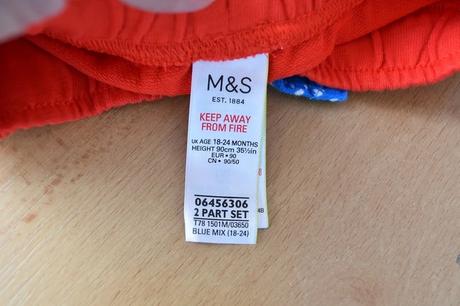 M&S
EST. 1884
KEEP AWAY
FROM FIRE
UK AGE 18-24 MONTHS
HEIGHT 90cm 35½in
EUR • 90
CN • 90/50
06456306
2 PART SET
T78 1501M/03650
BLUE MIX (18-24)